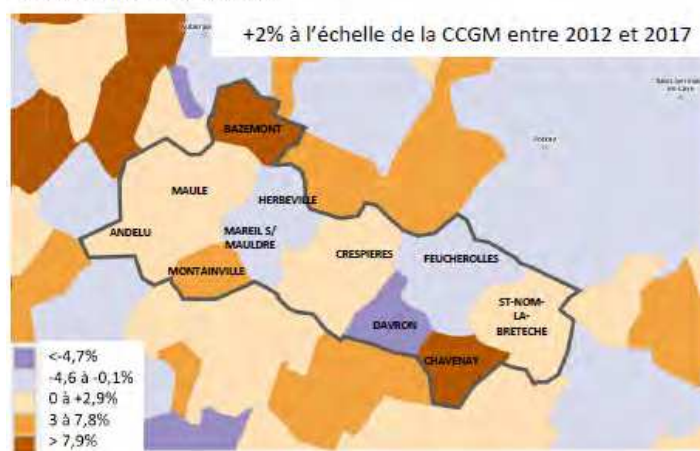 +2% à l'échelle de la CCGM entre 2012 et 2017
BAZEMONT
MAULE
HERBEVILLE
ANDELU
MAREIL S/
MAULDRE
CRESPIERES
FEUCHEROLLES
MONTAINVILLE
ST-NOM-
LA-
BRETECHE
DAVRON
CHAVENAY
<-4,7%
-4,6 à -0,1%
0 à +2,9%
3 à 7,8%
> 7,9%